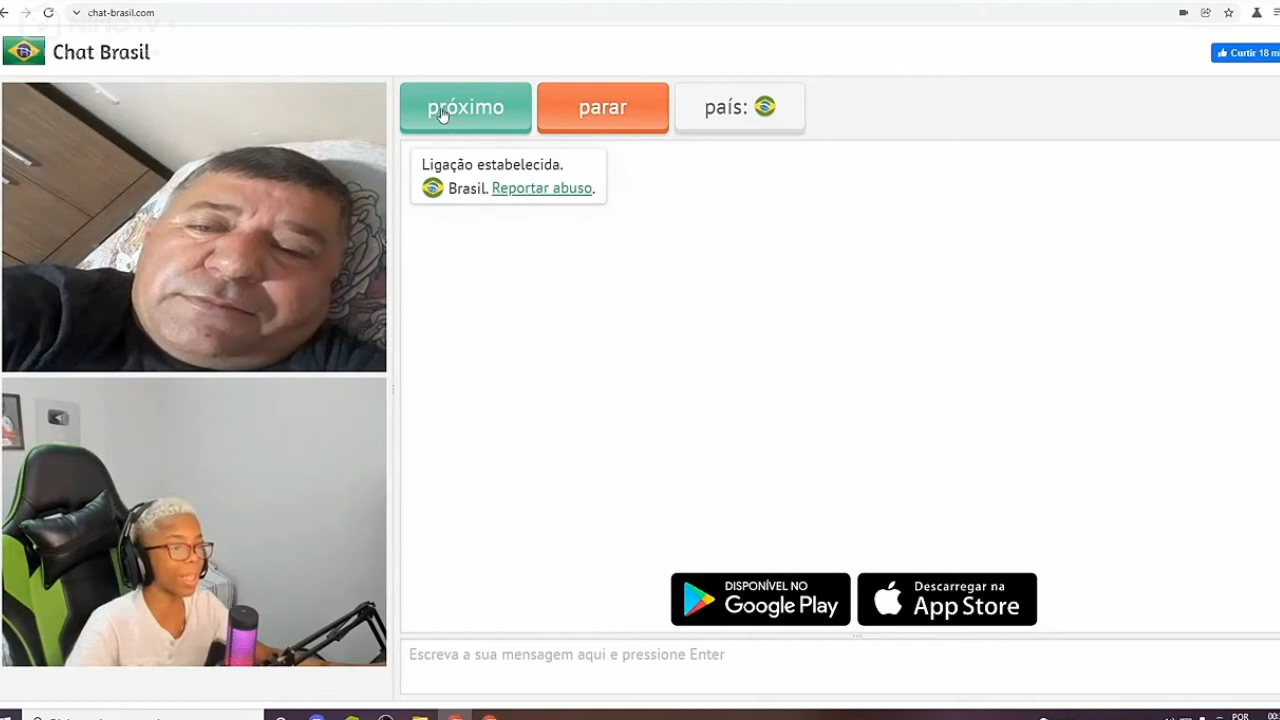 chat-brasil.com
Chat Brasil
Curtir 18 m
próximo
parar
país:
Ligação estabelecida.
Brasil. Reportar abuso.
DISPONÍVEL NO
Google Play
Descarregar na
App Store
Escreva a sua mensagem aqui e pressione Enter
POR